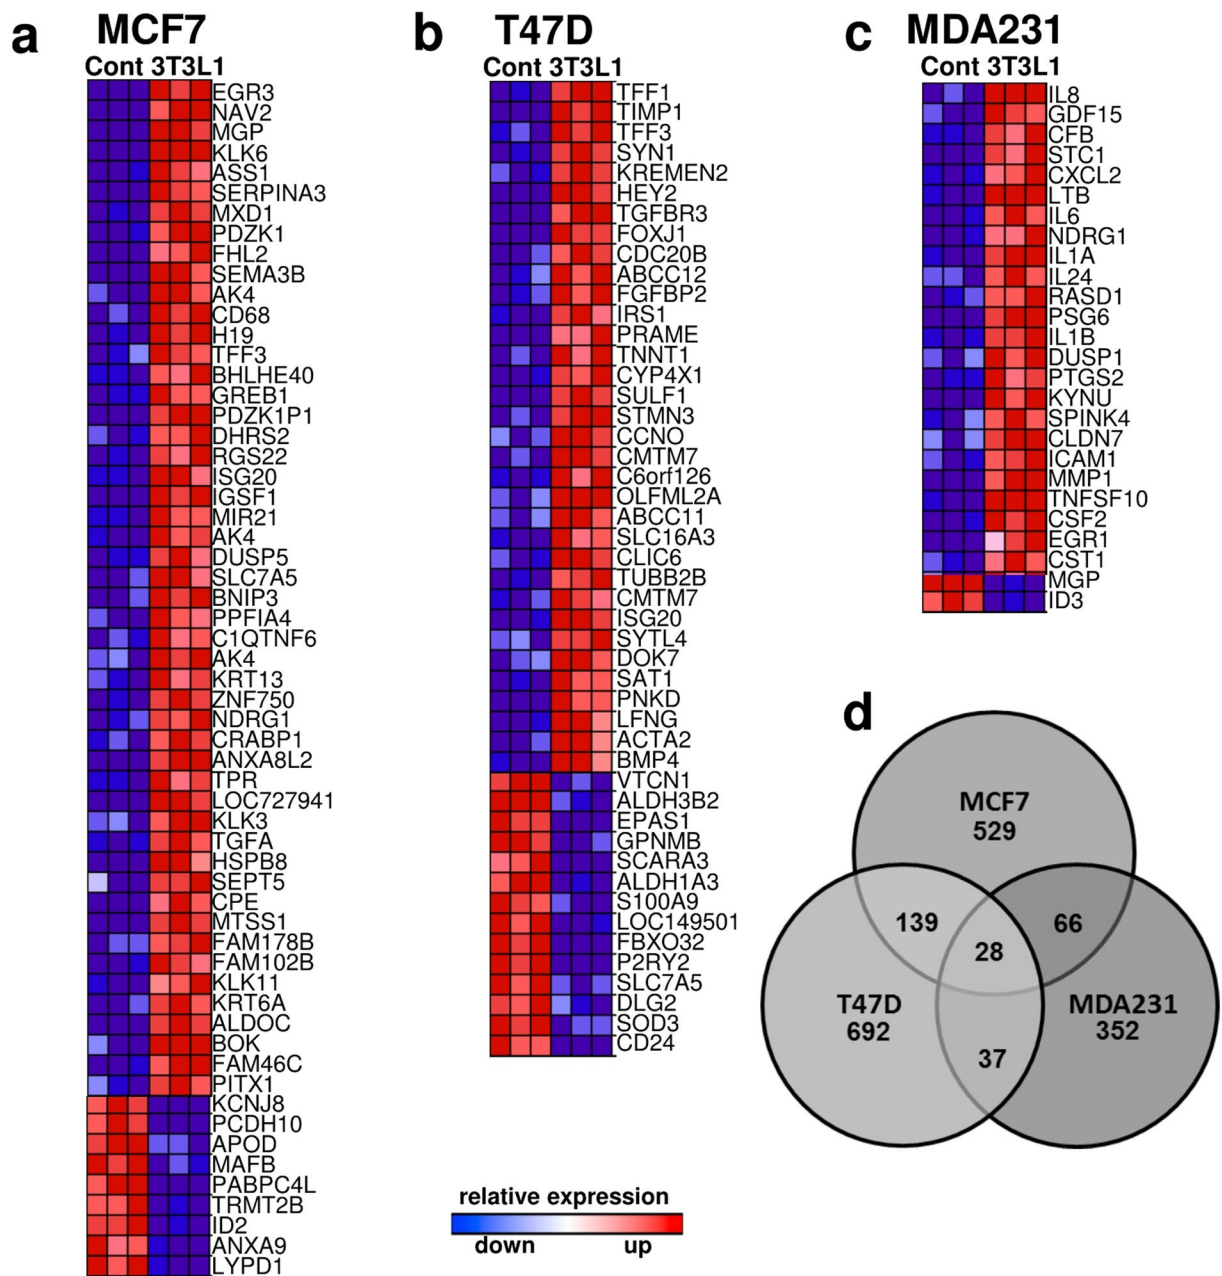 a
MCF7
Cont 3T3L1
EGR3
NAV2
MGP
KLK6
ASS1
SERPINA3
MXD1
PDZK1
FHL2
SEMA3B
AK4
CD68
H19
TFF3
BHLHE40
GREB1
PDZK1P1
DHRS2
RGS22
ISG20
IGSF1
MIR21
AK4
DUSP5
SLC7A5
BNIP3
PPFIA4
C1QTNF6
AK4
KRT13
ZNF750
NDRG1
CRABP1
ANXA8L2
TPR
LOC727941
KLK3
TGFA
HSPB8
SEPT5
CPE
MTSS1
FAM178B
FAM102B
KLK11
KRT6A
ALDOC
BOK
FAM46C
PITX1
KCNJ8
PCDH10
APOD
MAFB
PABPC4L
TRMT2B
ID2
ANXA9
LYPD1
b
T47D
Cont 3T3L1
TFF1
TIMP1
TFF3
SYN1
KREMEN2
HEY2
TGFBR3
FOXJ1
CDC20B
ABCC12
FGFBP2
IRS1
PRAME
TNNT1
CYP4X1
SULF1
STMN3
CCNO
CMTM7
C6orf126
OLFML2A
ABCC11
SLC16A3
CLIC6
TUBB2B
CMTM7
ISG20
SYTL4
DOK7
SAT1
PNKD
LFNG
ACTA2
BMP4
VTCN1
ALDH3B2
EPAS1
GPNMB
SCARA3
ALDH1A3
S100A9
LOC149501
FBXO32
P2RY2
SLC7A5
DLG2
SOD3
CD24
c
MDA231
Cont 3T3L1
IL8
GDF15
CFB
STC1
CXCL2
LTB
IL6
NDRG1
IL1A
IL24
RASD1
PSG6
IL1B
DUSP1
PTGS2
KYNU
SPINK4
CLDN7
ICAM1
MMP1
TNFSF10
CSF2
EGR1
CST1
MGP
ID3
d
MCF7
529
139
66
28
T47D
692
MDA231
352
37
relative expression
down up